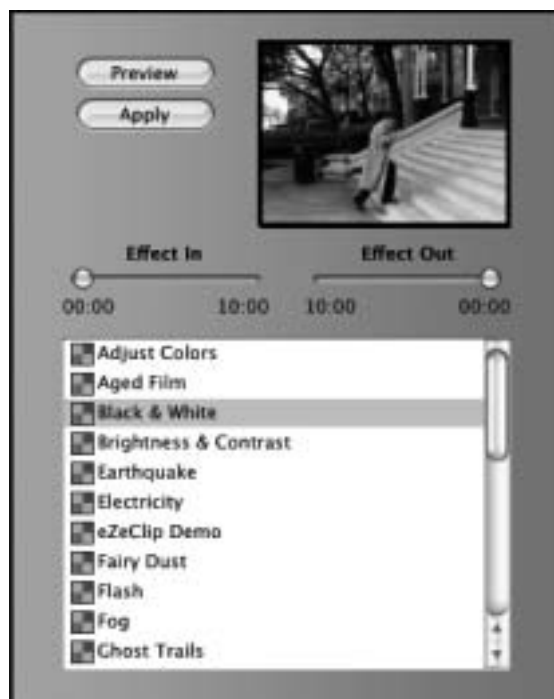 Preview
Apply
Effect In Effect Out
00:00 10:00 10:00 00:00
Adjust Colors
Aged Film
Black & White
Brightness & Contrast
Earthquake
Electricity
eZeClip Demo
Fairy Dust
Flash
Fog
Ghost Trails